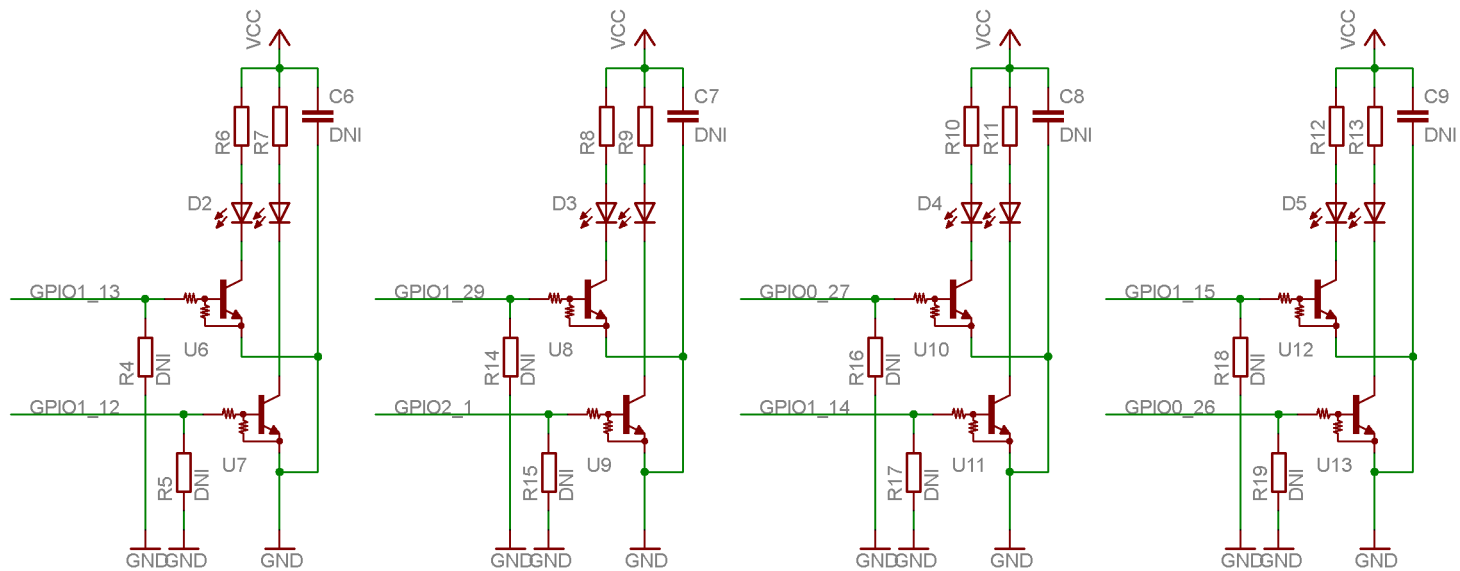 VCC
VCC
VCC
VCC
C6
DNI
C7
DNI
C8
DNI
C9
DNI
R6
R7
R8
R9
R10
R11
R12
R13
D2
D3
D4
D5
GPIO1_13
GPIO1_29
GPIO0_27
GPIO1_15
U6
U8
U10
U12
R4
DNI
R14
DNI
R16
DNI
R18
DNI
GPIO1_12
GPIO2_1
GPIO1_14
GPIO0_26
U7
U9
U11
U13
R5
DNI
R15
DNI
R17
DNI
R19
DNI
GND
GND
GND
GND
GND
GND
GND
GND
GND
GND
GND
GND